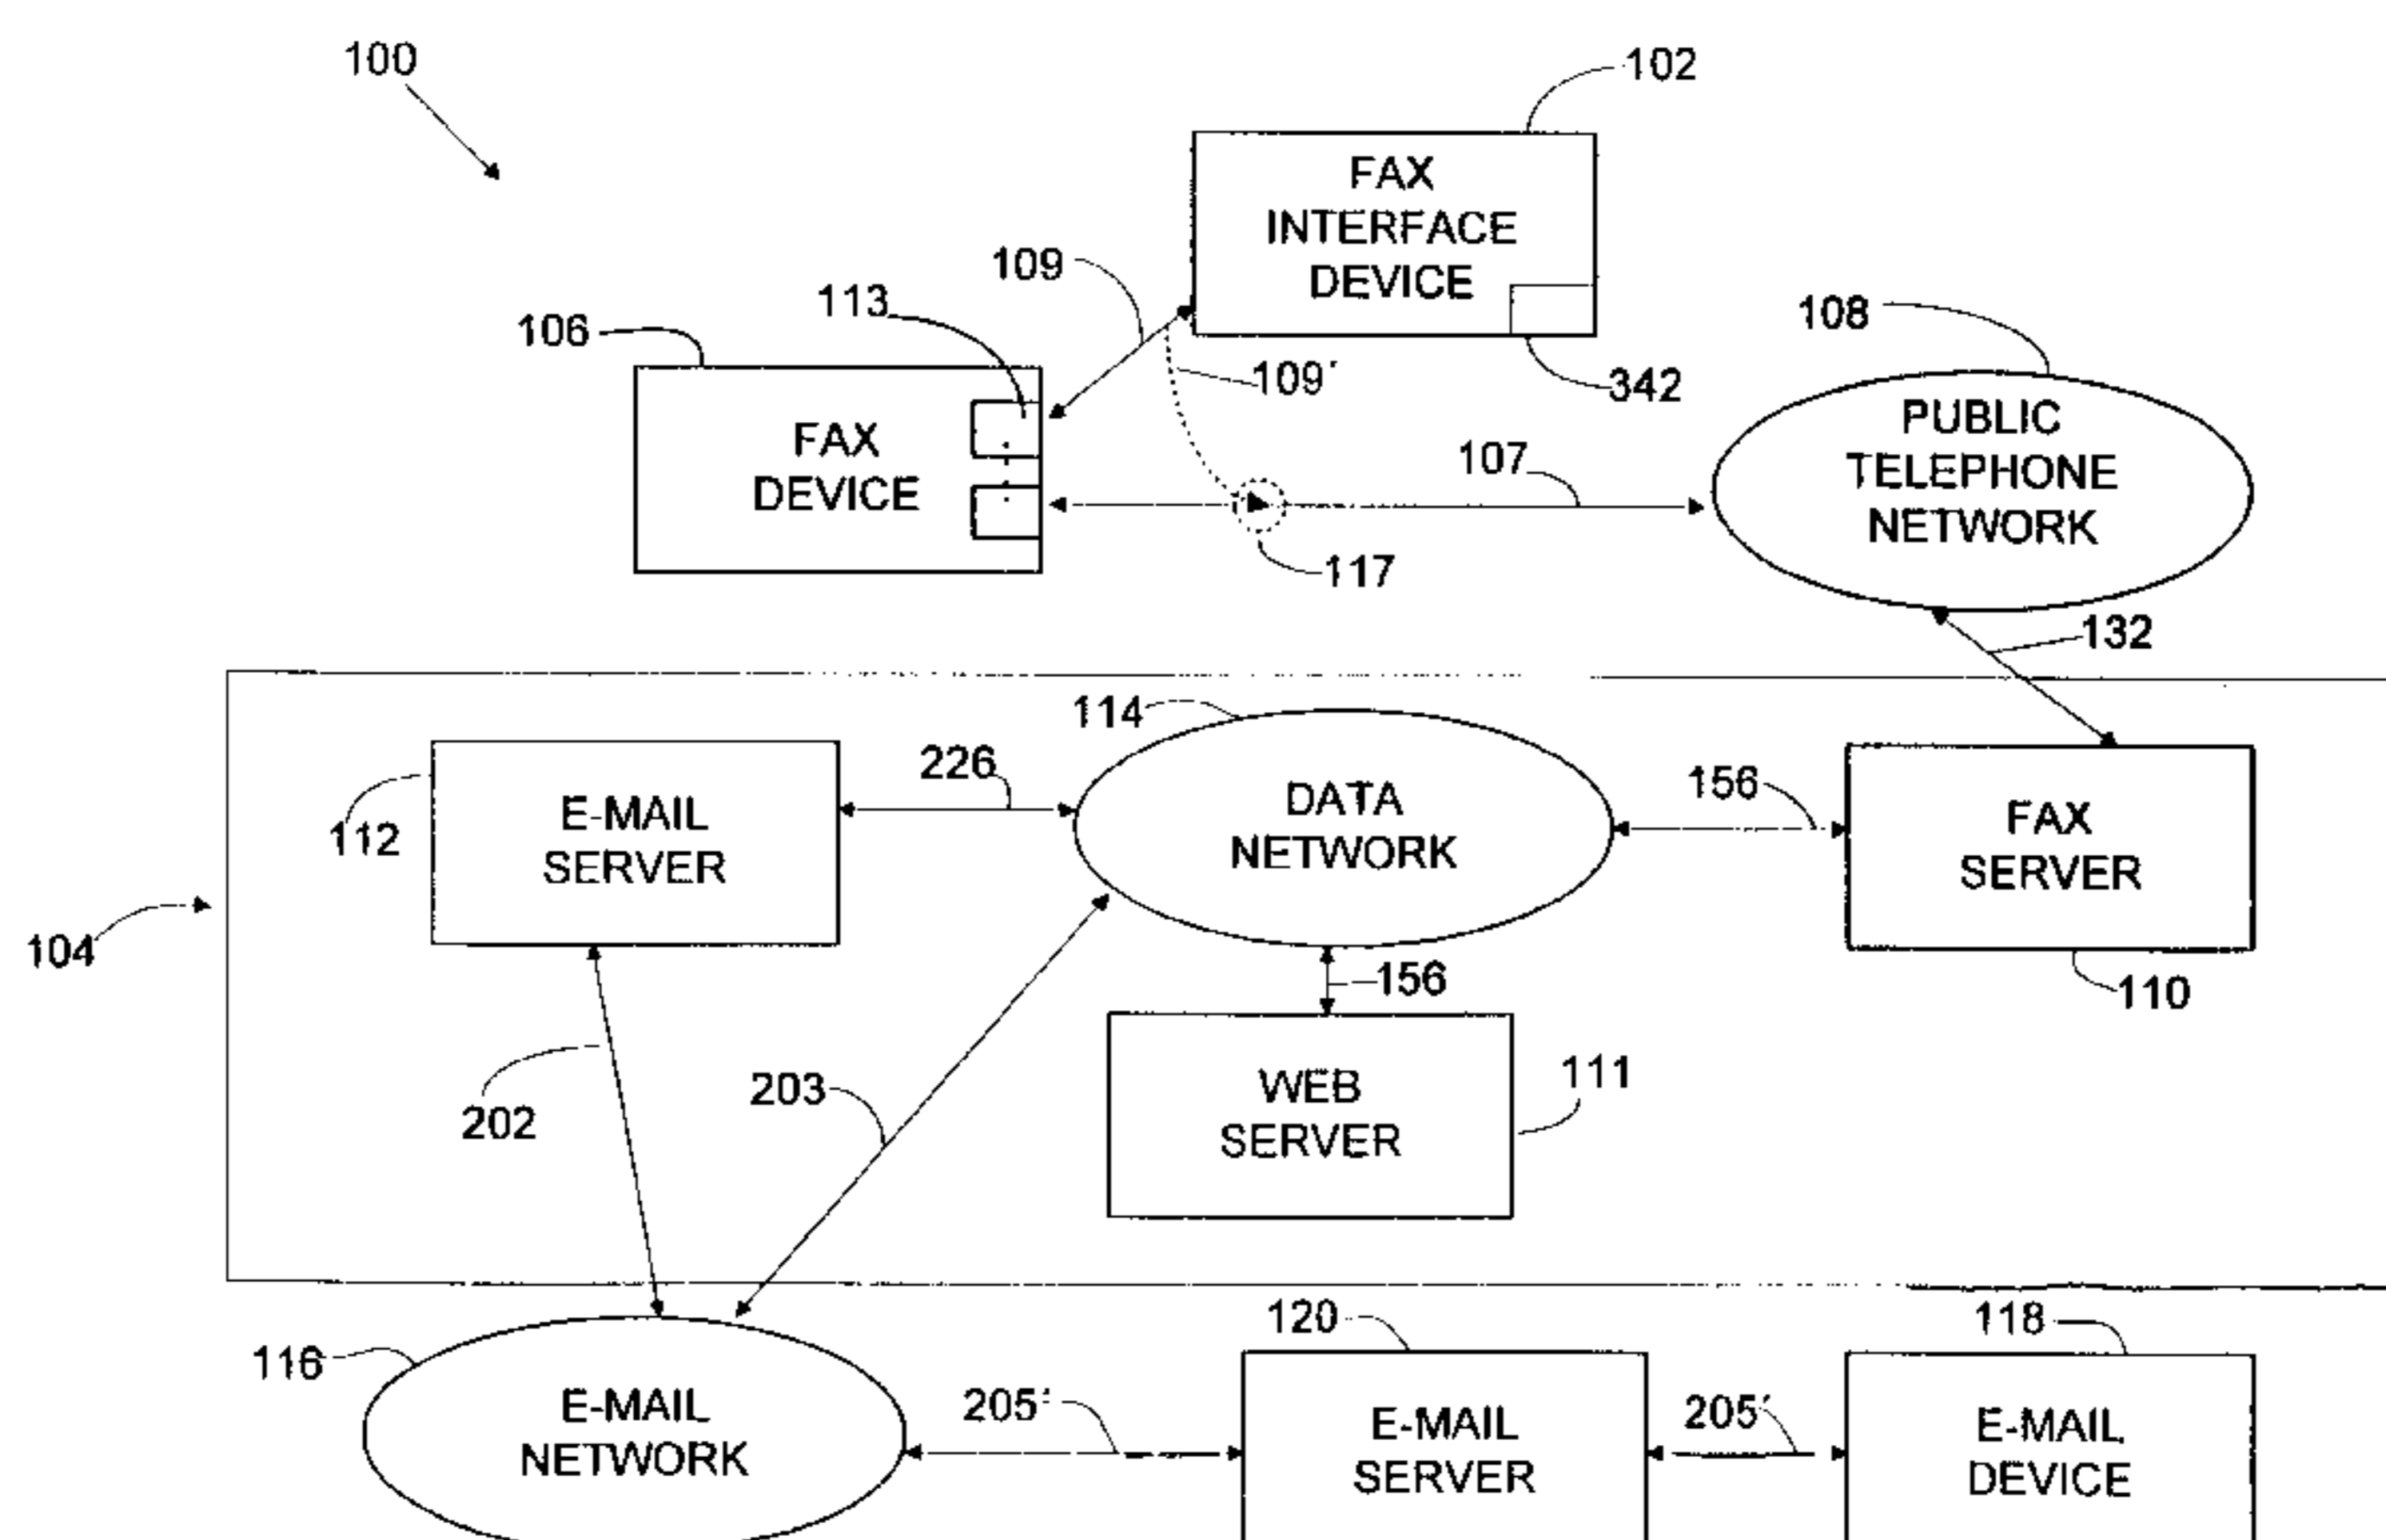 100
102
FAX
INTERFACE
DEVICE
109
113
106
109'
342
108
FAX
DEVICE
107
PUBLIC
TELEPHONE
NETWORK
117
132
114
226
156
112
E-MAIL
SERVER
DATA
NETWORK
FAX
SERVER
104
156
110
202
203
WEB
SERVER
111
116
120
118
E-MAIL
NETWORK
205'
E-MAIL
SERVER
205'
E-MAIL
DEVICE